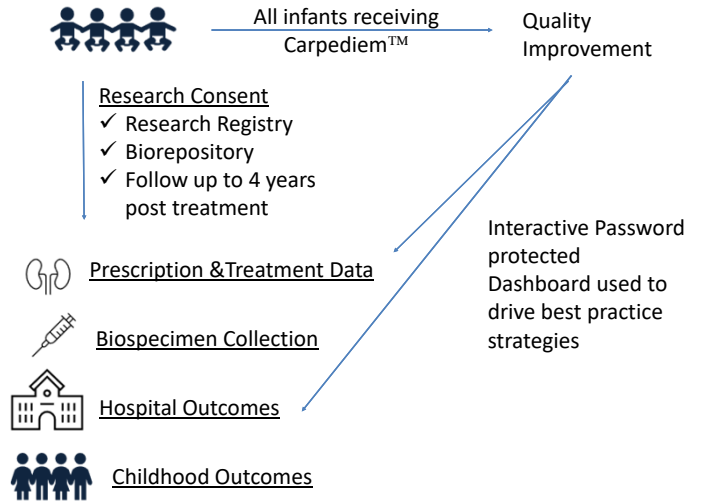 All infants receiving
Carpediem™
Quality
Improvement
Research Consent
✓ Research Registry
✓ Biorepository
✓ Follow up to 4 years
post treatment
Prescription &Treatment Data
Biospecimen Collection
Hospital Outcomes
Childhood Outcomes
Interactive Password
protected
Dashboard used to
drive best practice
strategies